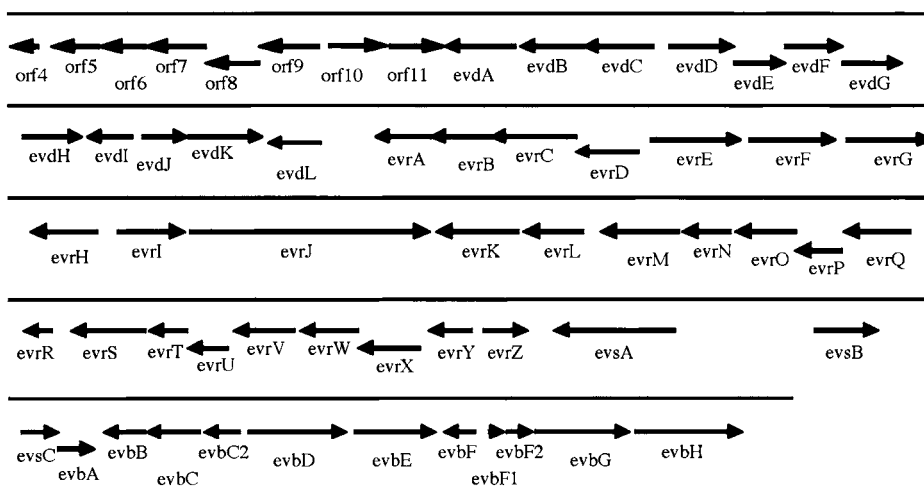 orf4 orf5 orf6 orf7 orf8 orf9 orf10 orf11 evdA evdB evdC evdD evdE evdF evdG
evdH evdI evdJ evdK evdL evrA evrB evrC evrD evrE evrF evrG
evrH evrI evrJ evrK evrL evrM evrN evrO evrP evrQ
evrR evrS evrT evrU evrV evrW evrX evrY evrZ evsA evsB
evsC evbA evbB evbC evbC2 evbD evbE evbF evbF1 evbF2 evbG evbH